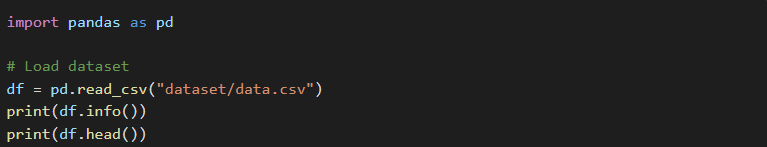 import pandas as pd
# Load dataset
df = pd.read_csv("dataset/data.csv")
print(df.info())
print(df.head())